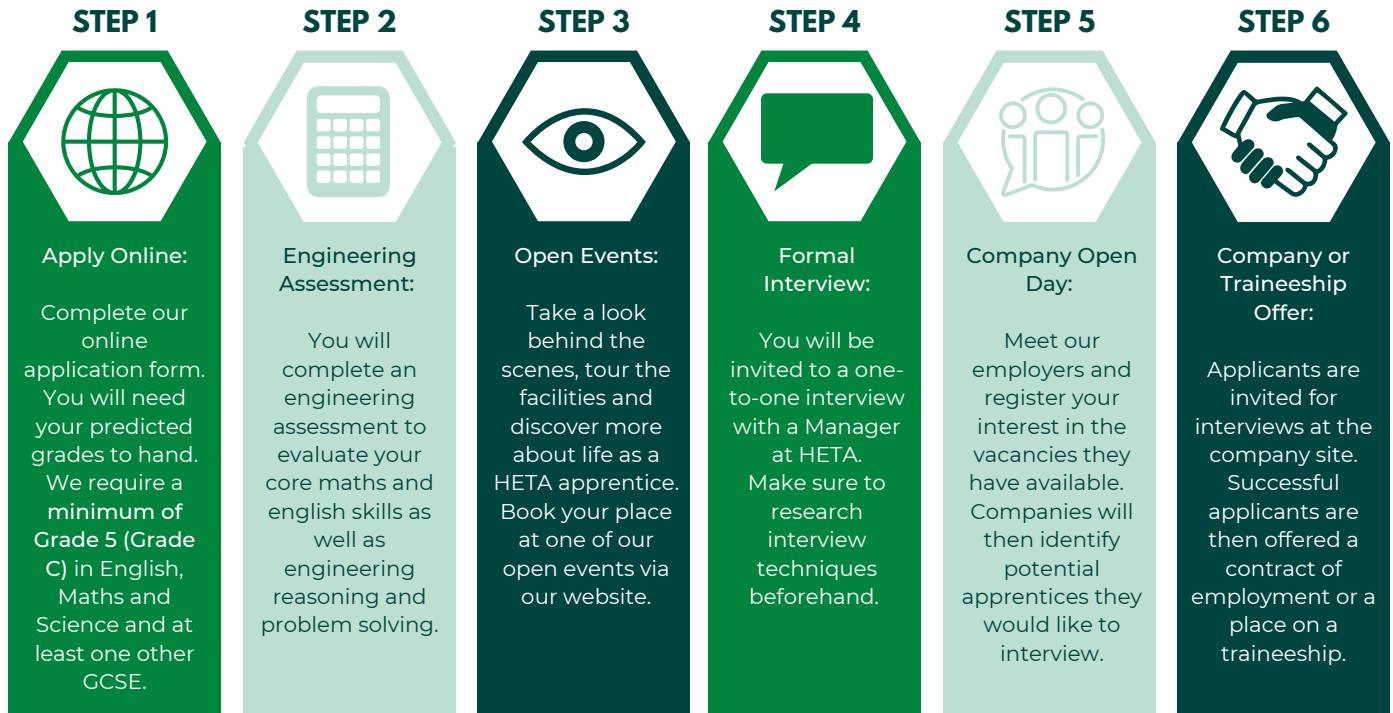 STEP 1
Apply Online:
Complete our
online
application form.
You will need
your predicted
grades to hand.
We require a
minimum of
Grade 5 (Grade
C) in English,
Maths and
Science and at
least one other
GCSE.
STEP 2
Engineering
Assessment:
You will
complete an
engineering
assessment to
evaluate your
core maths and
english skills as
well as
engineering
reasoning and
problem solving.
STEP 3
Open Events:
Take a look
behind the
scenes, tour the
facilities and
discover more
about life as a
HETA apprentice.
Book your place
at one of our
open events via
our website.
STEP 4
Formal
Interview:
You will be
invited to a one-
to-one interview
with a Manager
at HETA.
Make sure to
research
interview
techniques
beforehand.
STEP 5
Company Open
Day:
Meet our
employers and
register your
interest in the
vacancies they
have available.
Companies will
then identify
potential
apprentices they
would like to
interview.
STEP 6
Company or
Traineeship
Offer:
Applicants are
invited for
interviews at the
company site.
Successful
applicants are
then offered a
contract of
employment or a
place on a
traineeship.